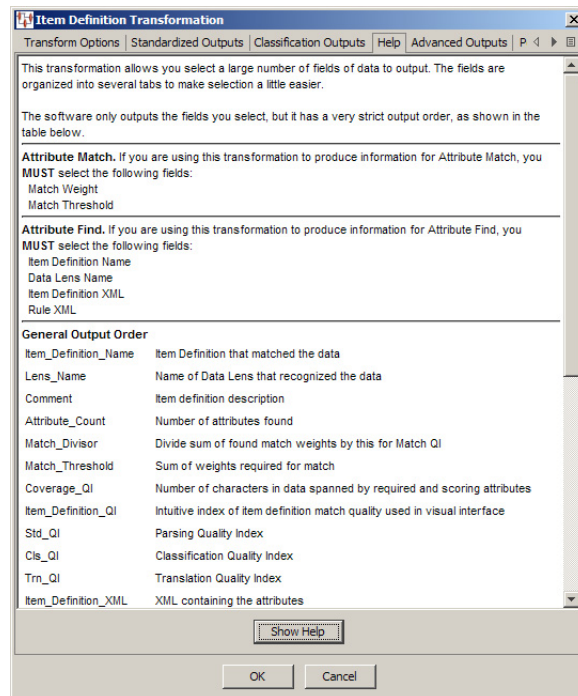 Item Definition Transformation
Transform Options Standardized Outputs Classification Outputs Help Advanced Outputs P
This transformation allows you select a large number of fields of data to output. The fields are
organized into several tabs to make selection a little easier.
The software only outputs the fields you select, but it has a very strict output order, as shown in the
table below.
Attribute Match. If you are using this transformation to produce information for Attribute Match, you
MUST select the following fields:
Match Weight
Match Threshold
Attribute Find. If you are using this transformation to produce information for Attribute Find, you
MUST select the following fields:
Item Definition Name
Data Lens Name
Item Definition XML
Rule XML
General Output Order
Item_Definition_Name Item Definition that matched the data
Lens_Name Name of Data Lens that recognized the data
Comment Item definition description
Attribute_Count Number of attributes found
Match_Divisor Divide sum of found match weights by this for Match QI
Match_Threshold Sum of weights required for match
Coverage_QI Number of characters in data spanned by required and scoring attributes
Item_Definition_QI Intuitive index of item definition match quality used in visual interface
Std_QI Parsing Quality Index
Cls_QI Classification Quality Index
Trn_QI Translation Quality Index
Item_Definition_XML XML containing the attributes
Show Help
OK Cancel